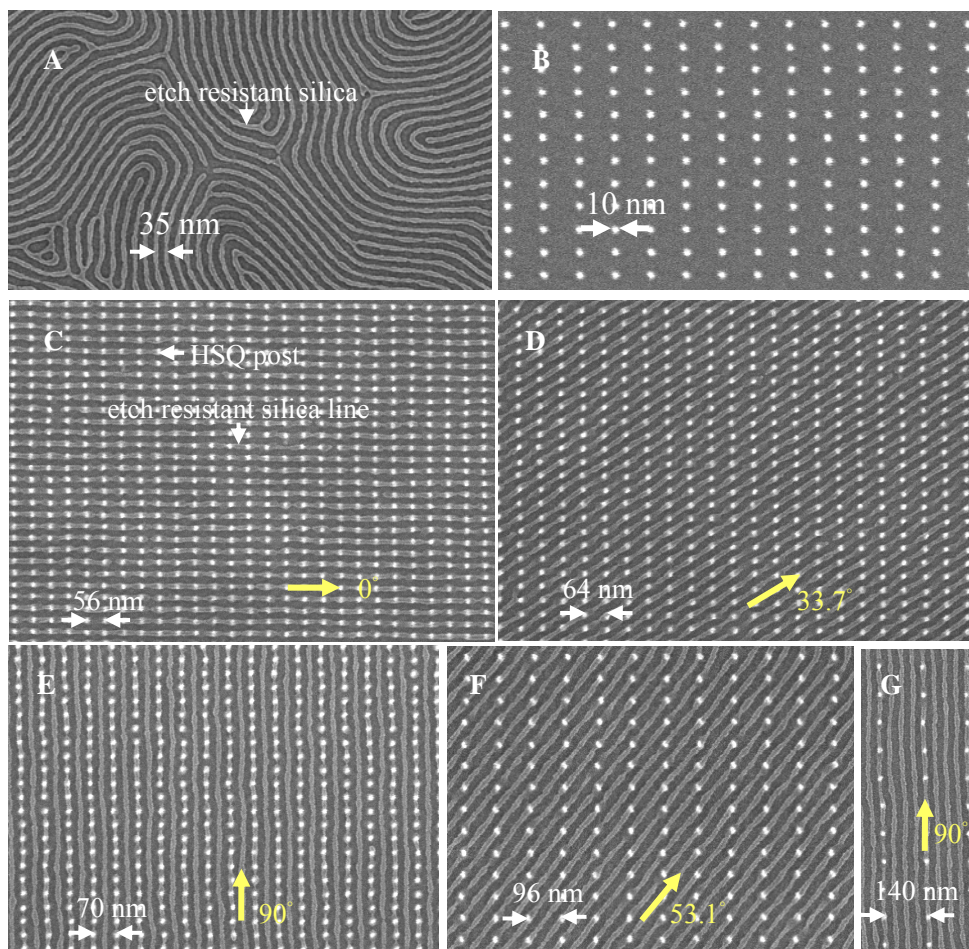 A
etch resistant silica
35 nm
B
10 nm
C
HSQ post
etch resistant silica line
0°
56 nm
D
64 nm
33.7°
E
90°
70 nm
F
96 nm
53.1°
G
90°
140 nm